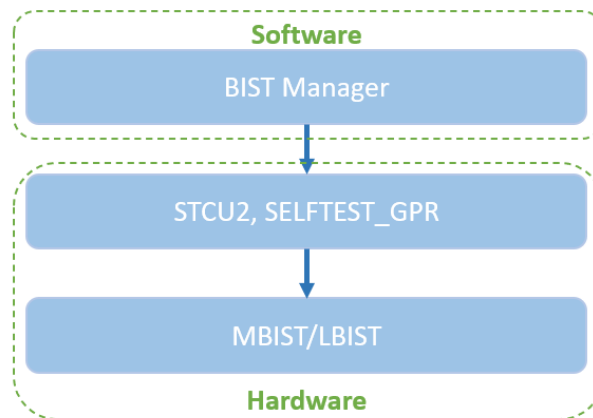 Software
BIST Manager
STCU2, SELFTEST_GPR
MBIST/LBIST
Hardware